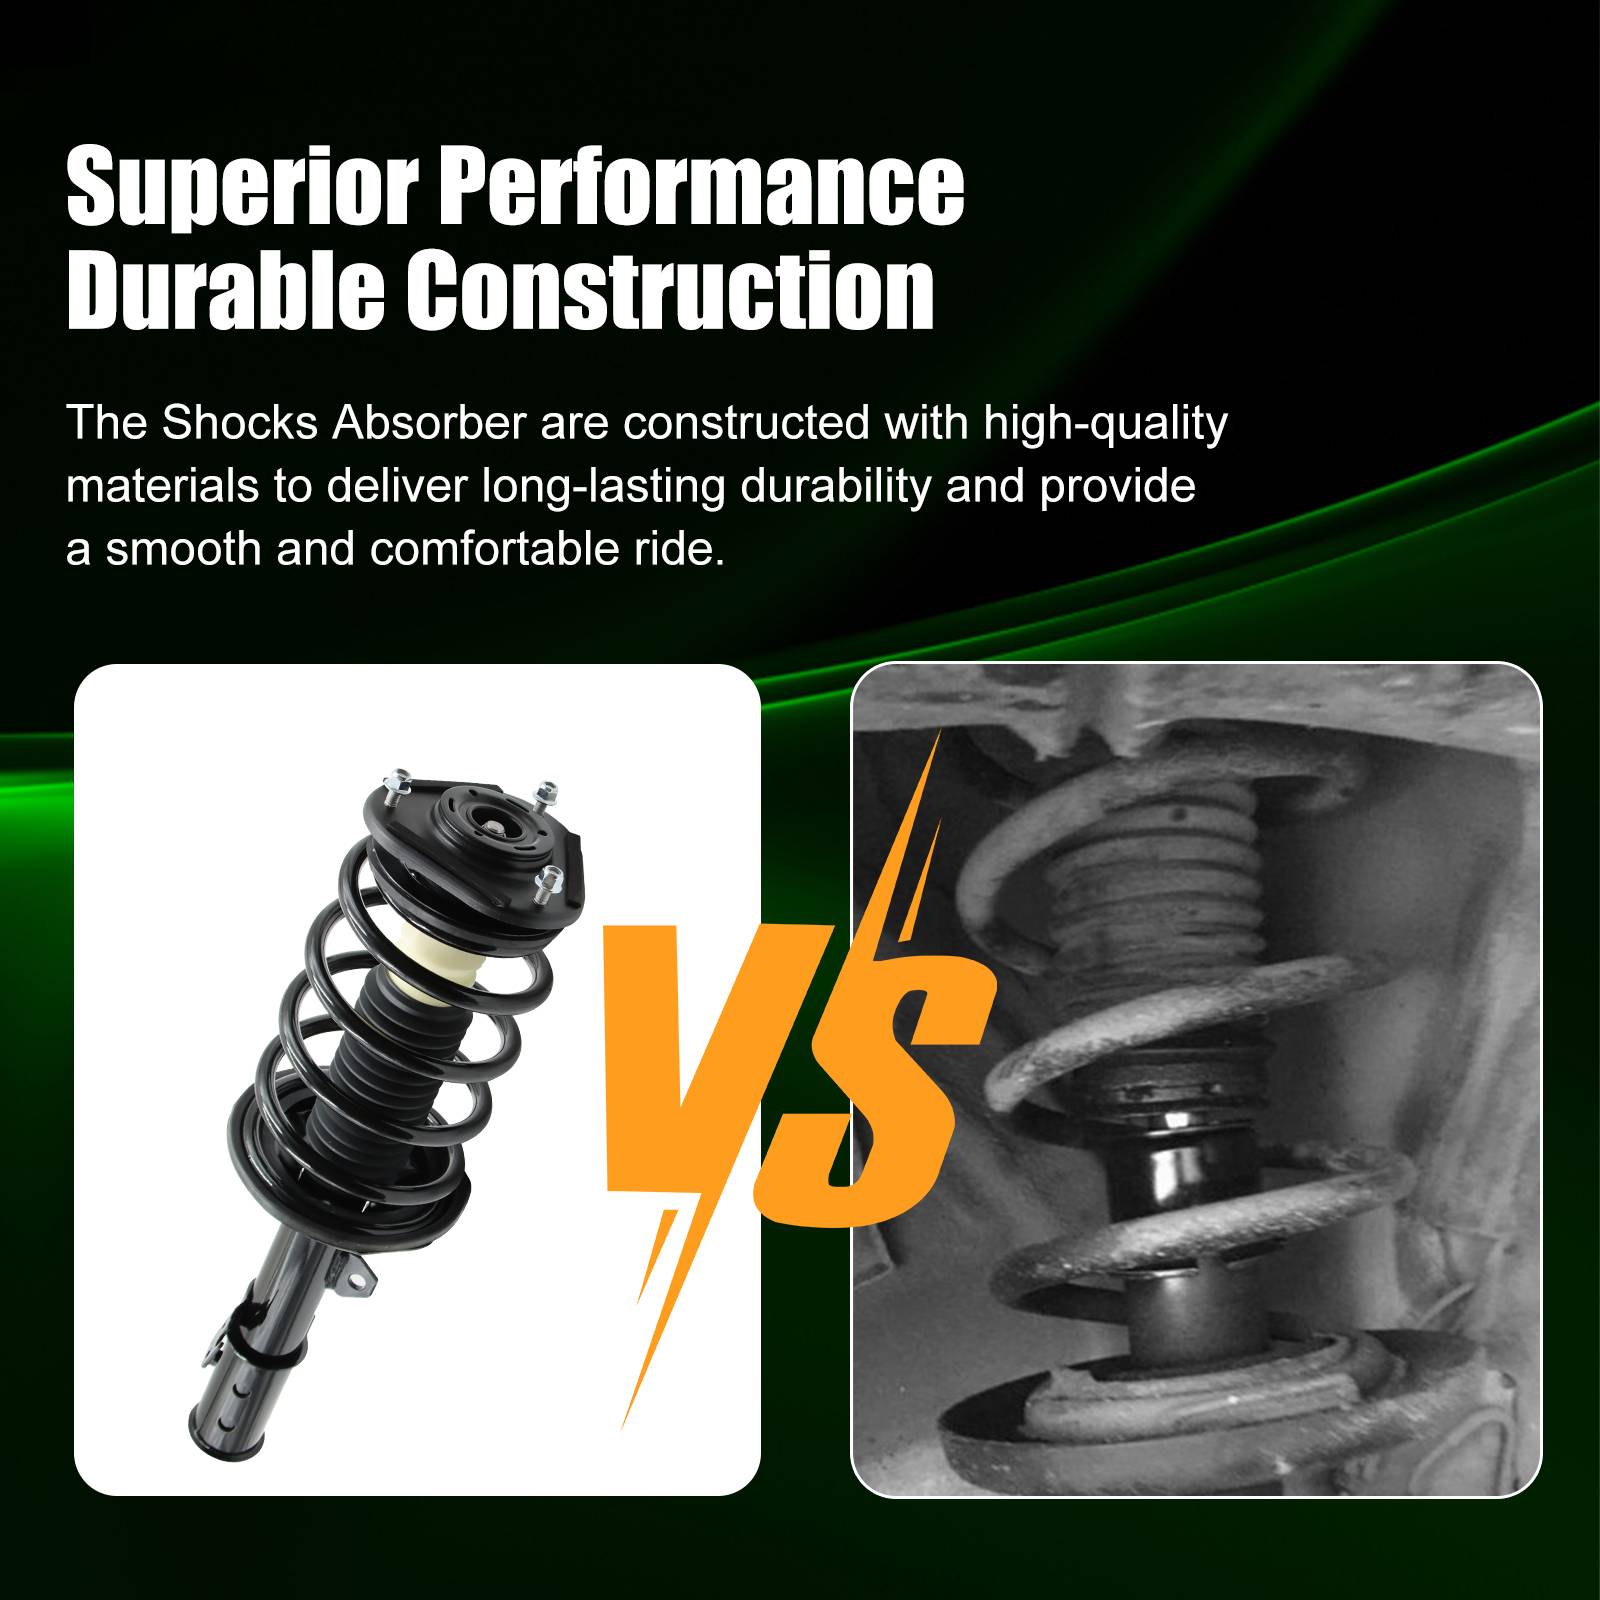 Superior Performance
Durable Construction
The Shocks Absorber are constructed with high-quality
materials to deliver long-lasting durability and provide
a smooth and comfortable ride.
VS